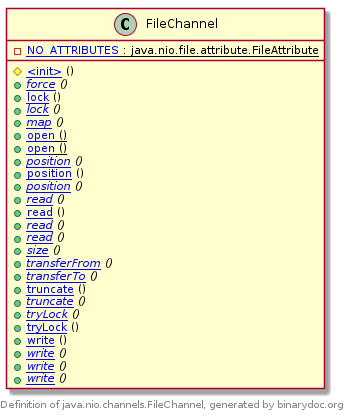 C FileChannel
NO_ATTRIBUTES : java.nio.file.attribute.FileAttribute
<init> ()
force ()
lock ()
lock ()
map ()
open ()
open ()
position ()
position ()
position ()
read ()
read ()
read ()
read ()
size ()
transferFrom ()
transferTo ()
truncate ()
truncate ()
tryLock ()
tryLock ()
write ()
write ()
write ()
write ()
Definition of java.nio.channels.FileChannel, generated by binarydoc.org